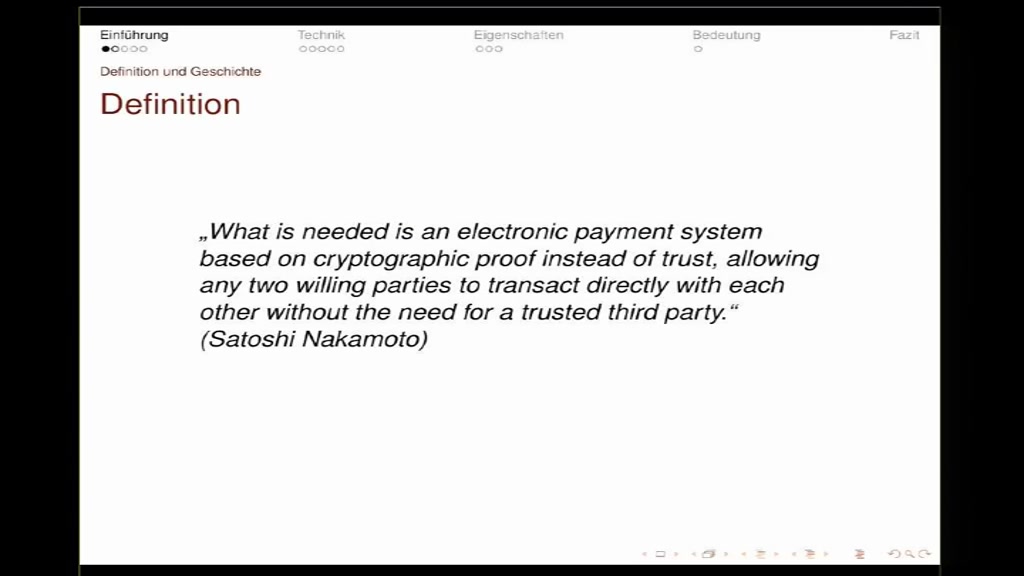 Einführung Technik Eigenschaften Bedeutung Fazit
Definition und Geschichte
Definition
„What is needed is an electronic payment system
based on cryptographic proof instead of trust, allowing
any two willing parties to transact directly with each
other without the need for a trusted third party.“
(Satoshi Nakamoto)